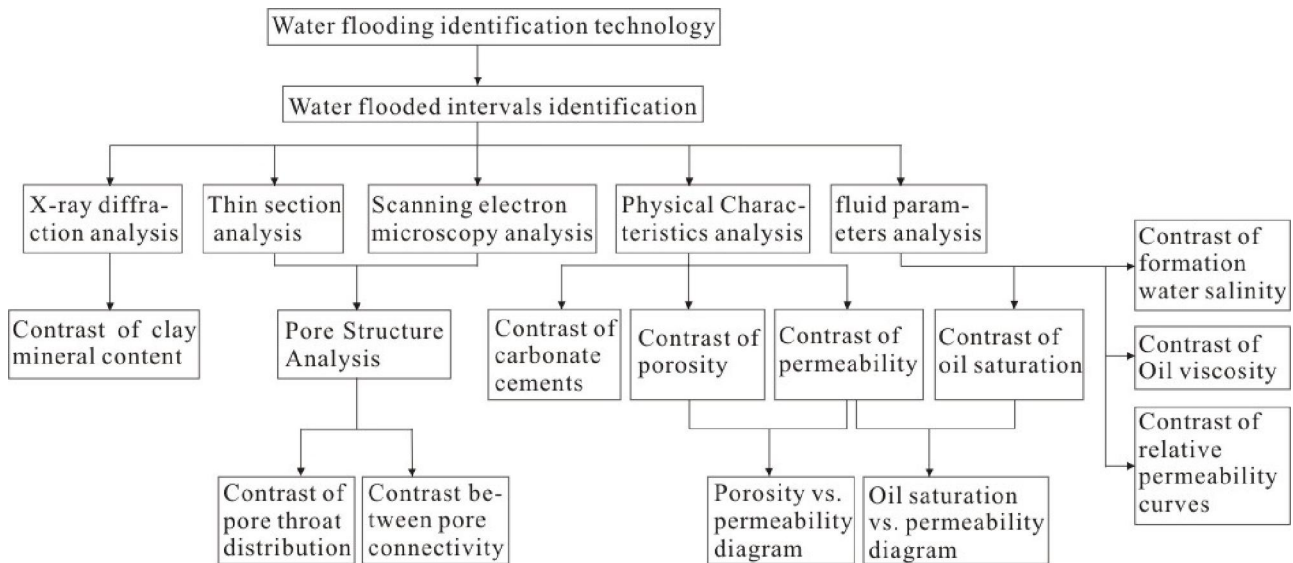 Water flooding identification technology
Water flooded intervals identification
X-ray diffra-
ction analysis
Thin section
analysis
Scanning electron
microscopy analysis
Physical Charac-
teristics analysis
fluid param-
eters analysis
Contrast of
formation
water salinity
Contrast of clay
mineral content
Pore Structure
Analysis
Contrast of
carbonate
cements
Contrast of
porosity
Contrast of
permeability
Contrast of
oil saturation
Contrast of
Oil viscosity
Contrast of
relative
permeability
curves
Contrast of
pore throat
distribution
Contrast be-
tween pore
connectivity
Porosity vs.
permeability
diagram
Oil saturation
vs. permeability
diagram